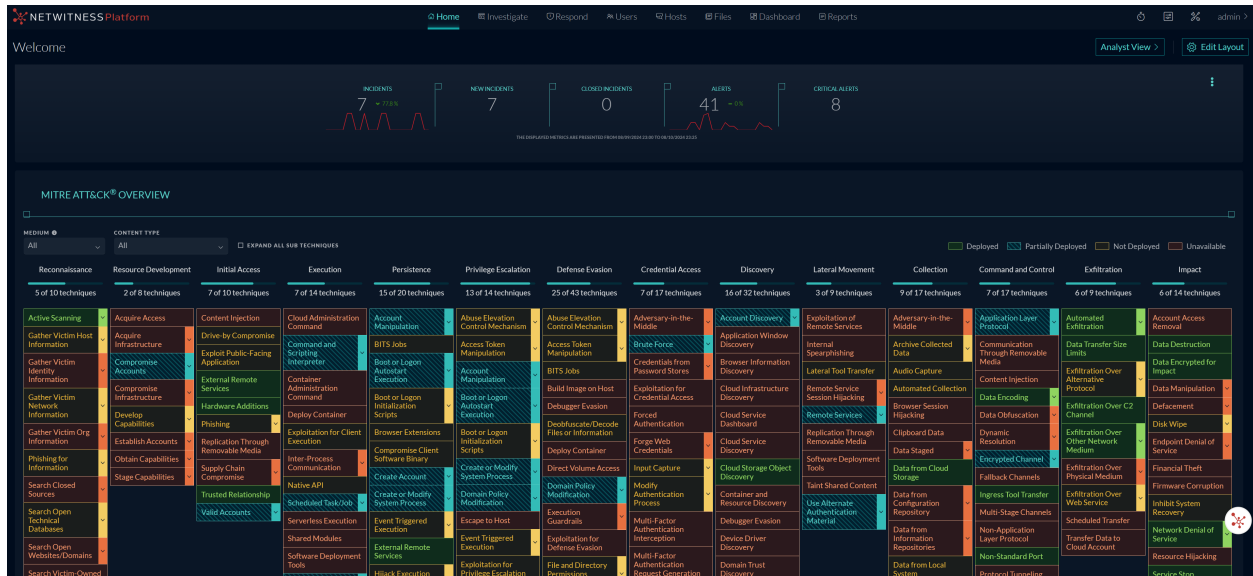 NETWITNESS Platform
Home
Investigate
Respond
Users
Hosts
Files
Dashboard
Reports
admin >
Welcome
Analyst View >
Edit Layout
INCIDENTS
7
77.8%
NEW INCIDENTS
7
CLOSED INCIDENTS
0
ALERTS
41
CRITICAL ALERTS
8
THE DISPLAYED METRICS ARE PRESENTED FROM 08/09/2024 23:30 TO 08/10/2024 23:25
MITRE ATT&CK® OVERVIEW
MEDIUM
All
CONTENT TYPE
All
EXPAND ALL SUB TECHNIQUES
Deployed
Partially Deployed
Not Deployed
Unavailable
Reconnaissance
5 of 10 techniques
Active Scanning
Gather Victim Host
Information
Gather Victim
Identity
Information
Gather Victim
Network
Information
Gather Victim Org
Information
Phishing for
Information
Search Closed
Sources
Search Open
Technical
Databases
Search Open
Websites/Domains
Search Victim-Owned
Resource Development
2 of 8 techniques
Acquire Access
Acquire
Infrastructure
Compromise
Accounts
Compromise
Infrastructure
Develop
Capabilities
Establish Accounts
Obtain Capabilities
Stage Capabilities
Initial Access
7 of 10 techniques
Content Injection
Drive-by Compromise
Exploit Public-Facing
Application
External Remote
Services
Hardware Additions
Phishing
Replication Through
Removable Media
Supply Chain
Compromise
Trusted Relationship
Valid Accounts
Execution
7 of 14 techniques
Cloud Administration
Command
Command and
Scripting
Interpreter
Container
Administration
Command
Deploy Container
Exploitation for Client
Execution
Inter-Process
Communication
Native API
Scheduled Task/Job
Serverless Execution
Shared Modules
Software Deployment
Tools
Persistence
15 of 20 techniques
Account
Manipulation
BITS Jobs
Boot or Logon
Autostart
Execution
Boot or Logon
Initialization
Scripts
Browser Extensions
Compromise Client
Software Binary
Create Account
Create or Modify
System Process
Event Triggered
Execution
External Remote
Services
Hijack Execution
Privilege Escalation
13 of 14 techniques
Abuse Elevation
Control Mechanism
Access Token
Manipulation
Account
Manipulation
Boot or Logon
Autostart
Execution
Boot or Logon
Initialization
Scripts
Create or Modify
System Process
Domain Policy
Modification
Escape to Host
Event Triggered
Execution
Exploitation for
Privilege Escalation
Defense Evasion
25 of 43 techniques
Abuse Elevation
Control Mechanism
Access Token
Manipulation
BITS Jobs
Build Image on Host
Debugger Evasion
Deobfuscate/Decode
Files or Information
Deploy Container
Direct Volume Access
Domain Policy
Modification
Execution
Guardrails
Exploitation for
Defense Evasion
File and Directory
Permissions
Credential Access
7 of 17 techniques
Adversary-in-the-
Middle
Brute Force
Credentials from
Password Stores
Exploitation for
Credential Access
Forced
Authentication
Forge Web
Credentials
Input Capture
Modify
Authentication
Process
Multi-Factor
Authentication
Interception
Multi-Factor
Authentication
Request Generation
Discovery
16 of 32 techniques
Account Discovery
Application Window
Discovery
Browser Information
Discovery
Cloud Infrastructure
Discovery
Cloud Service
Dashboard
Cloud Service
Discovery
Cloud Storage Object
Discovery
Container and
Resource Discovery
Debugger Evasion
Device Driver
Discovery
Domain Trust
Discovery
Lateral Movement
3 of 9 techniques
Exploitation of
Remote Services
Internal
Spearphishing
Lateral Tool Transfer
Remote Service
Session Hijacking
Remote Services
Replication Through
Removable Media
Software Deployment
Tools
Taint Shared Content
Use Alternate
Authentication
Material
Collection
9 of 17 techniques
Adversary-in-the-
Middle
Archive Collected
Data
Audio Capture
Automated Collection
Browser Session
Hijacking
Clipboard Data
Data Staged
Data from Cloud
Storage
Data from
Configuration
Repository
Data from
Information
Repositories
Data from Local
System
Command and Control
7 of 17 techniques
Application Layer
Protocol
Communication
Through Removable
Media
Content Injection
Data Encoding
Data Obfuscation
Dynamic
Resolution
Encrypted Channel
Fallback Channels
Ingress Tool Transfer
Multi-Stage Channels
Non-Application
Layer Protocol
Non-Standard Port
Protocol Tunneling
Exfiltration
6 of 9 techniques
Automated
Exfiltration
Data Transfer Size
Limits
Exfiltration Over
Alternative
Protocol
Exfiltration Over C2
Channel
Exfiltration Over
Other Network
Medium
Exfiltration Over
Physical Medium
Exfiltration Over
Web Service
Scheduled Transfer
Transfer Data to
Cloud Account
Impact
6 of 14 techniques
Account Access
Removal
Data Destruction
Data Encrypted for
Impact
Data Manipulation
Defacement
Disk Wipe
Endpoint Denial of
Service
Financial Theft
Firmware Corruption
Inhibit System
Recovery
Network Denial of
Service
Resource Hijacking
Service Stop